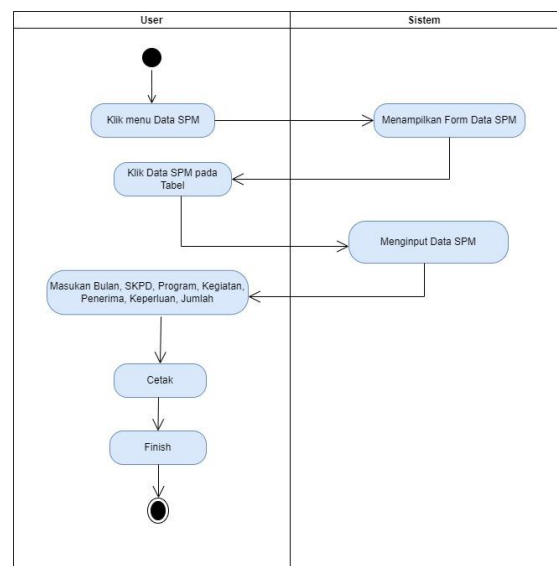 User
Sistem
Klik menu Data SPM
Menampilkan Form Data SPM
Klik Data SPM pada
Tabel
Menginput Data SPM
Masukan Bulan, SKPD, Program, Kegiatan,
Penerima, Keperluan, Jumlah
Cetak
Finish